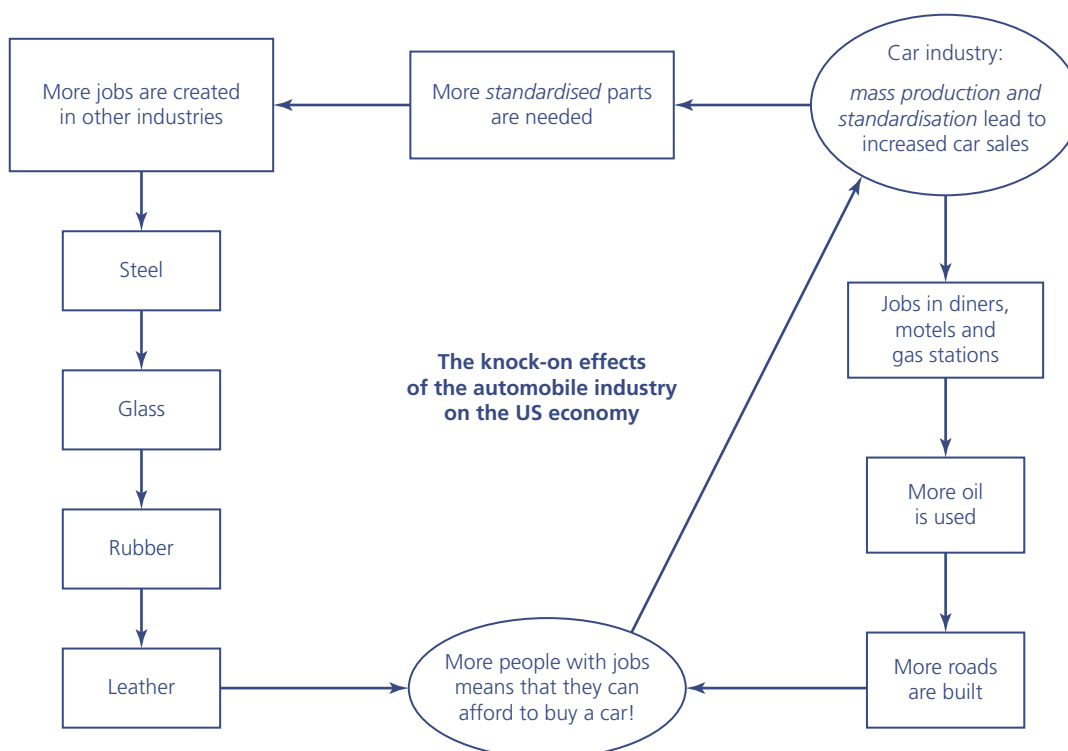 More jobs are created
in other industries
More standardised parts
are needed
Car industry:
mass production and
standardisation lead to
increased car sales
Steel
Jobs in diners,
motels and
gas stations
The knock-on effects
of the automobile industry
on the US economy
Glass
More oil
is used
Rubber
Leather
More people with jobs
means that they can
afford to buy a car!
More roads
are built